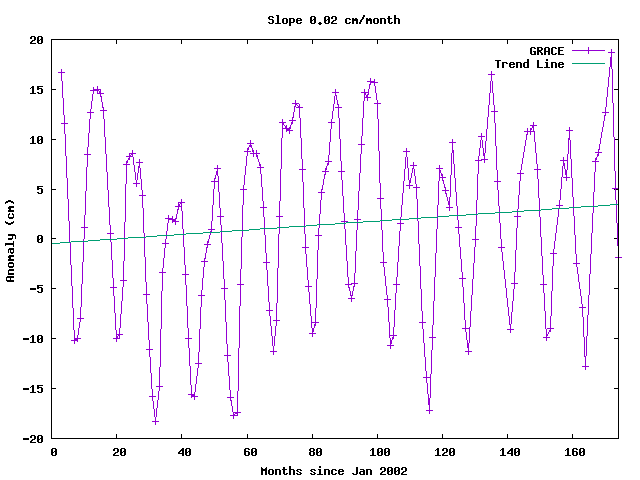 Slope 0.02 cm/month
GRACE
Trend Line
20
15
10
5
0
-5
-10
-15
-20
Anomaly (cm)
0 20 40 60 80 100 120 140 160
Months since Jan 2002